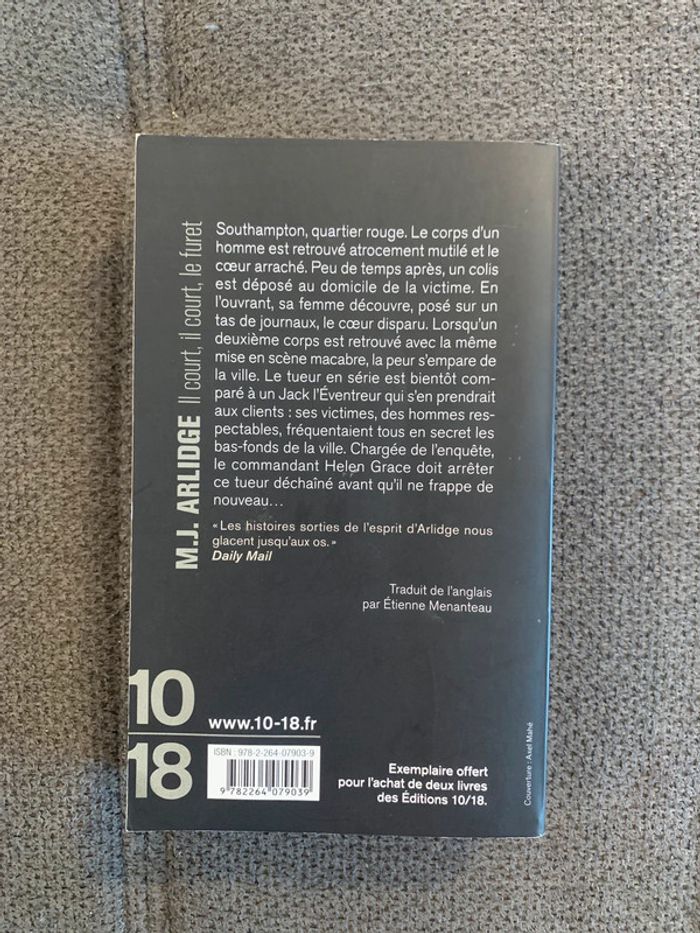 M.J. ARLIDGE Il court, il court, le furet
Southampton, quartier rouge. Le corps d'un
homme est retrouvé atrocement mutilé et le
cœur arraché. Peu de temps après, un colis
est déposé au domicile de la victime. En
l'ouvrant, sa femme découvre, posé sur un
tas de journaux, le cœur disparu. Lorsqu'un
deuxième corps est retrouvé avec la même
mise en scène macabre, la peur s'empare de
la ville. Le tueur en série est bientôt com-
paré à un Jack l'Éventreur qui s'en prendrait
aux clients : ses victimes, des hommes res-
pectables, fréquentaient tous en secret les
bas-fonds de la ville. Chargée de l'enquête,
le commandant Helen Grace doit arrêter
ce tueur déchaîné avant qu'il ne frappe de
nouveau…
« Les histoires sorties de l'esprit d'Arlidge nous
glacent jusqu'aux os. »
Daily Mail
Traduit de l'anglais
par Étienne Menanteau
10
18
www.10-18.fr
ISBN : 978-2-264-07903-9
9 782264 079039
Exemplaire offert
pour l'achat de deux livres
des Éditions 10/18.
Couverture : Axel Mahé